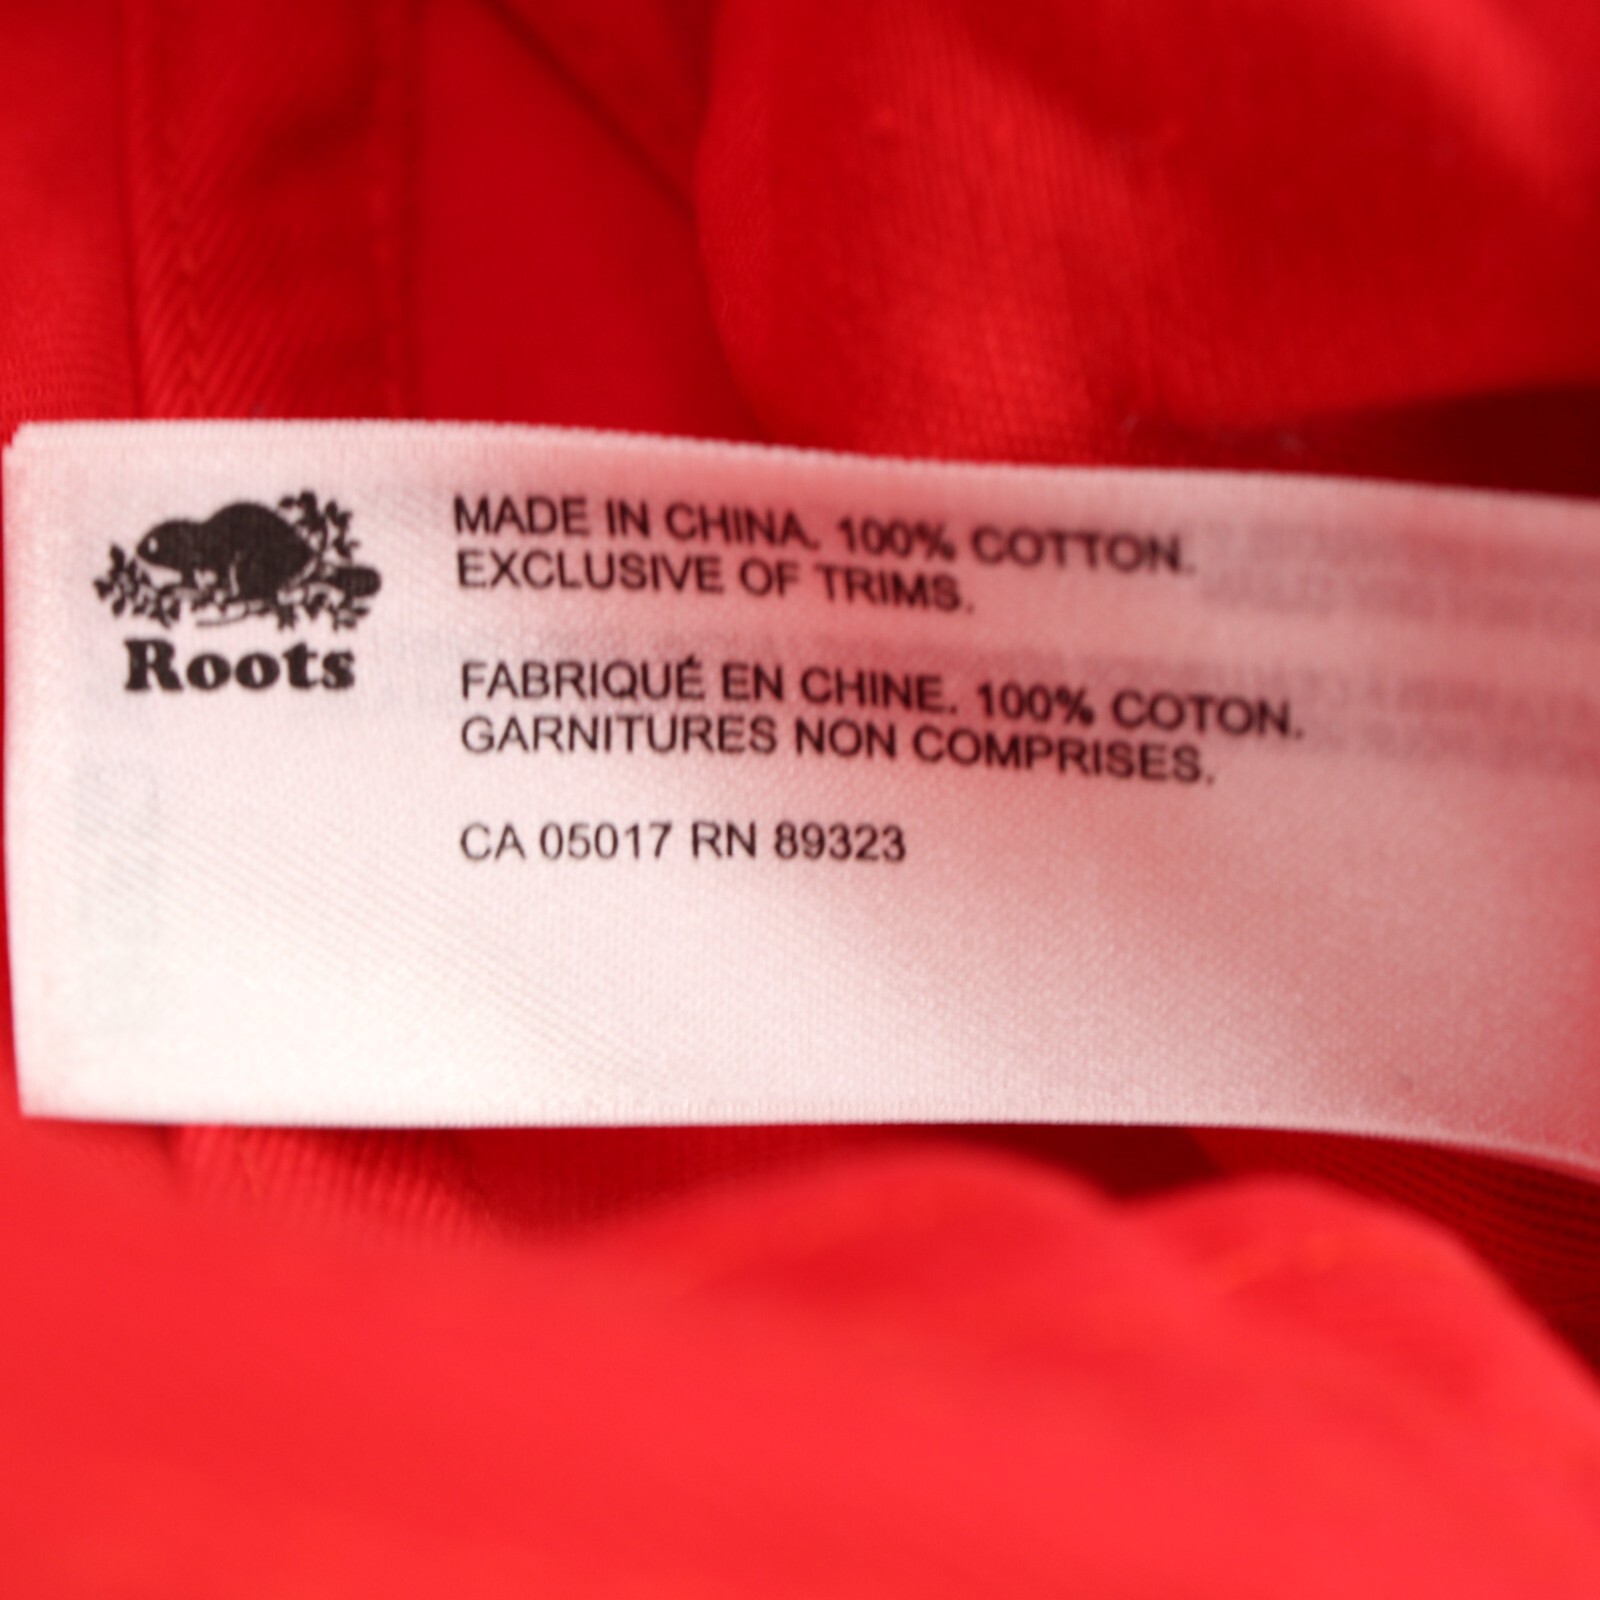 Roots
MADE IN CHINA. 100% COTTON.
EXCLUSIVE OF TRIMS.
FABRIQUÉ EN CHINE. 100% COTON.
GARNITURES NON COMPRISES.
CA 05017 RN 89323